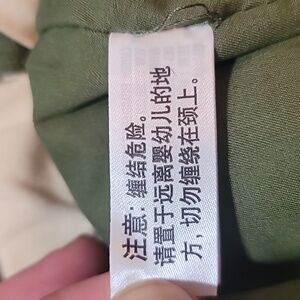 注意：缠结危险。
请置于远离婴幼儿的地
方，切勿缠绕在颈上。